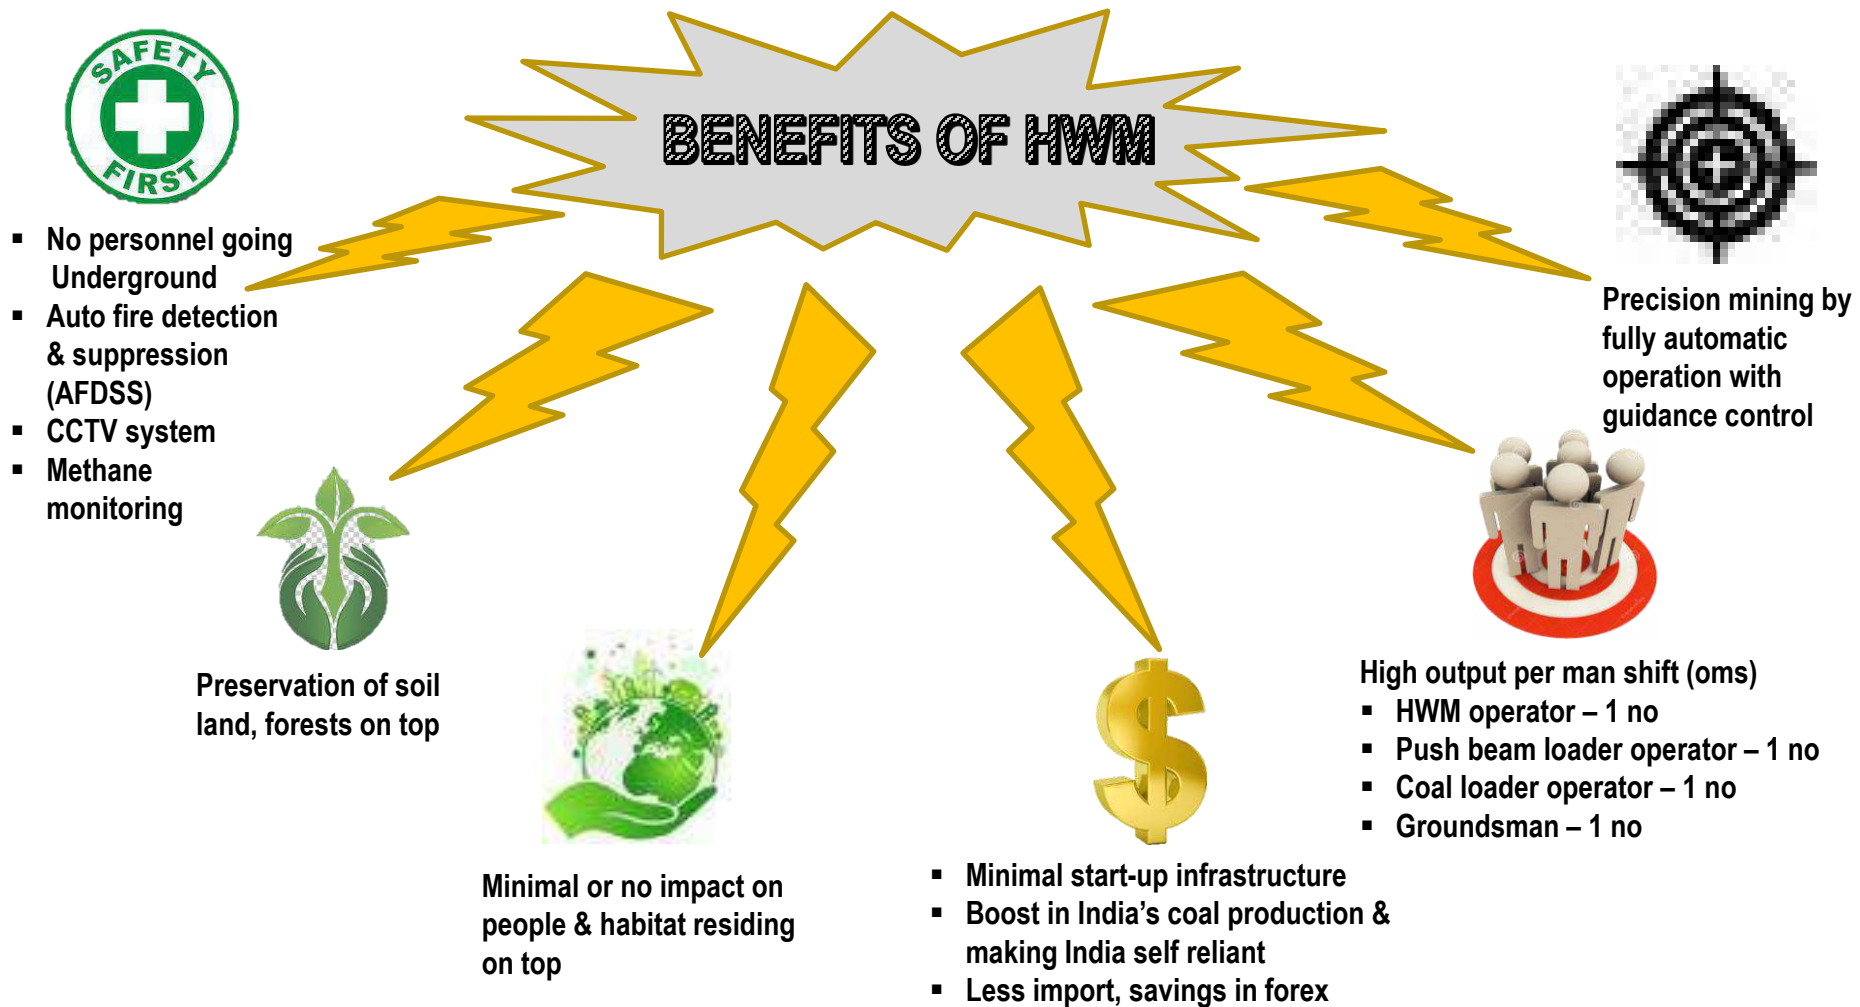 SAFETY
FIRST
BENEFITS OF HWM
▪ No personnel going
Underground
▪ Auto fire detection
& suppression
(AFDSS)
▪ CCTV system
▪ Methane
monitoring
Preservation of soil
land, forests on top
Minimal or no impact on
people & habitat residing
on top
▪ Minimal start-up infrastructure
▪ Boost in India’s coal production &
making India self reliant
▪ Less import, savings in forex
High output per man shift (oms)
▪ HWM operator – 1 no
▪ Push beam loader operator – 1 no
▪ Coal loader operator – 1 no
▪ Groundsman – 1 no
Precision mining by
fully automatic
operation with
guidance control